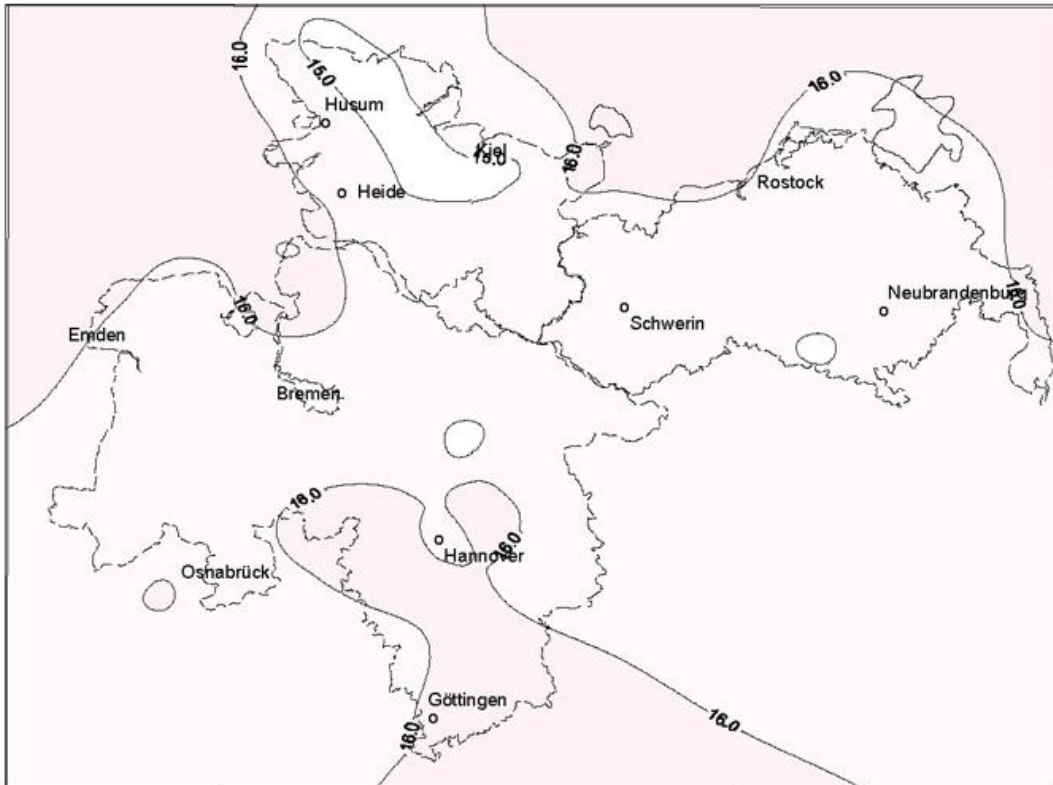 16.0
15.0
Husum
16.0
Kiel
15.0
16.0
Heide
Rostock
16.0
Emden
Schwerin
Neubrandenburg
16.0
Bremen
16.0
Hannover
16.0
Osnabrück
Göttingen
16.0
16.0